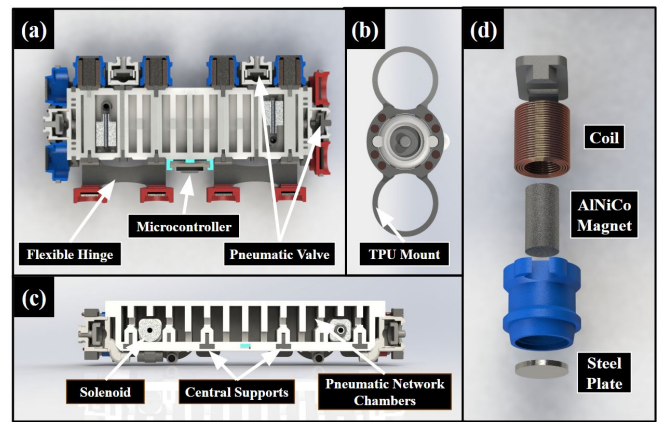 (a)
Flexible Hinge
Microcontroller
Pneumatic Valve
(b)
TPU Mount
(c)
Solenoid
Central Supports
Pneumatic Network
Chambers
(d)
Coil
AlNiCo
Magnet
Steel
Plate